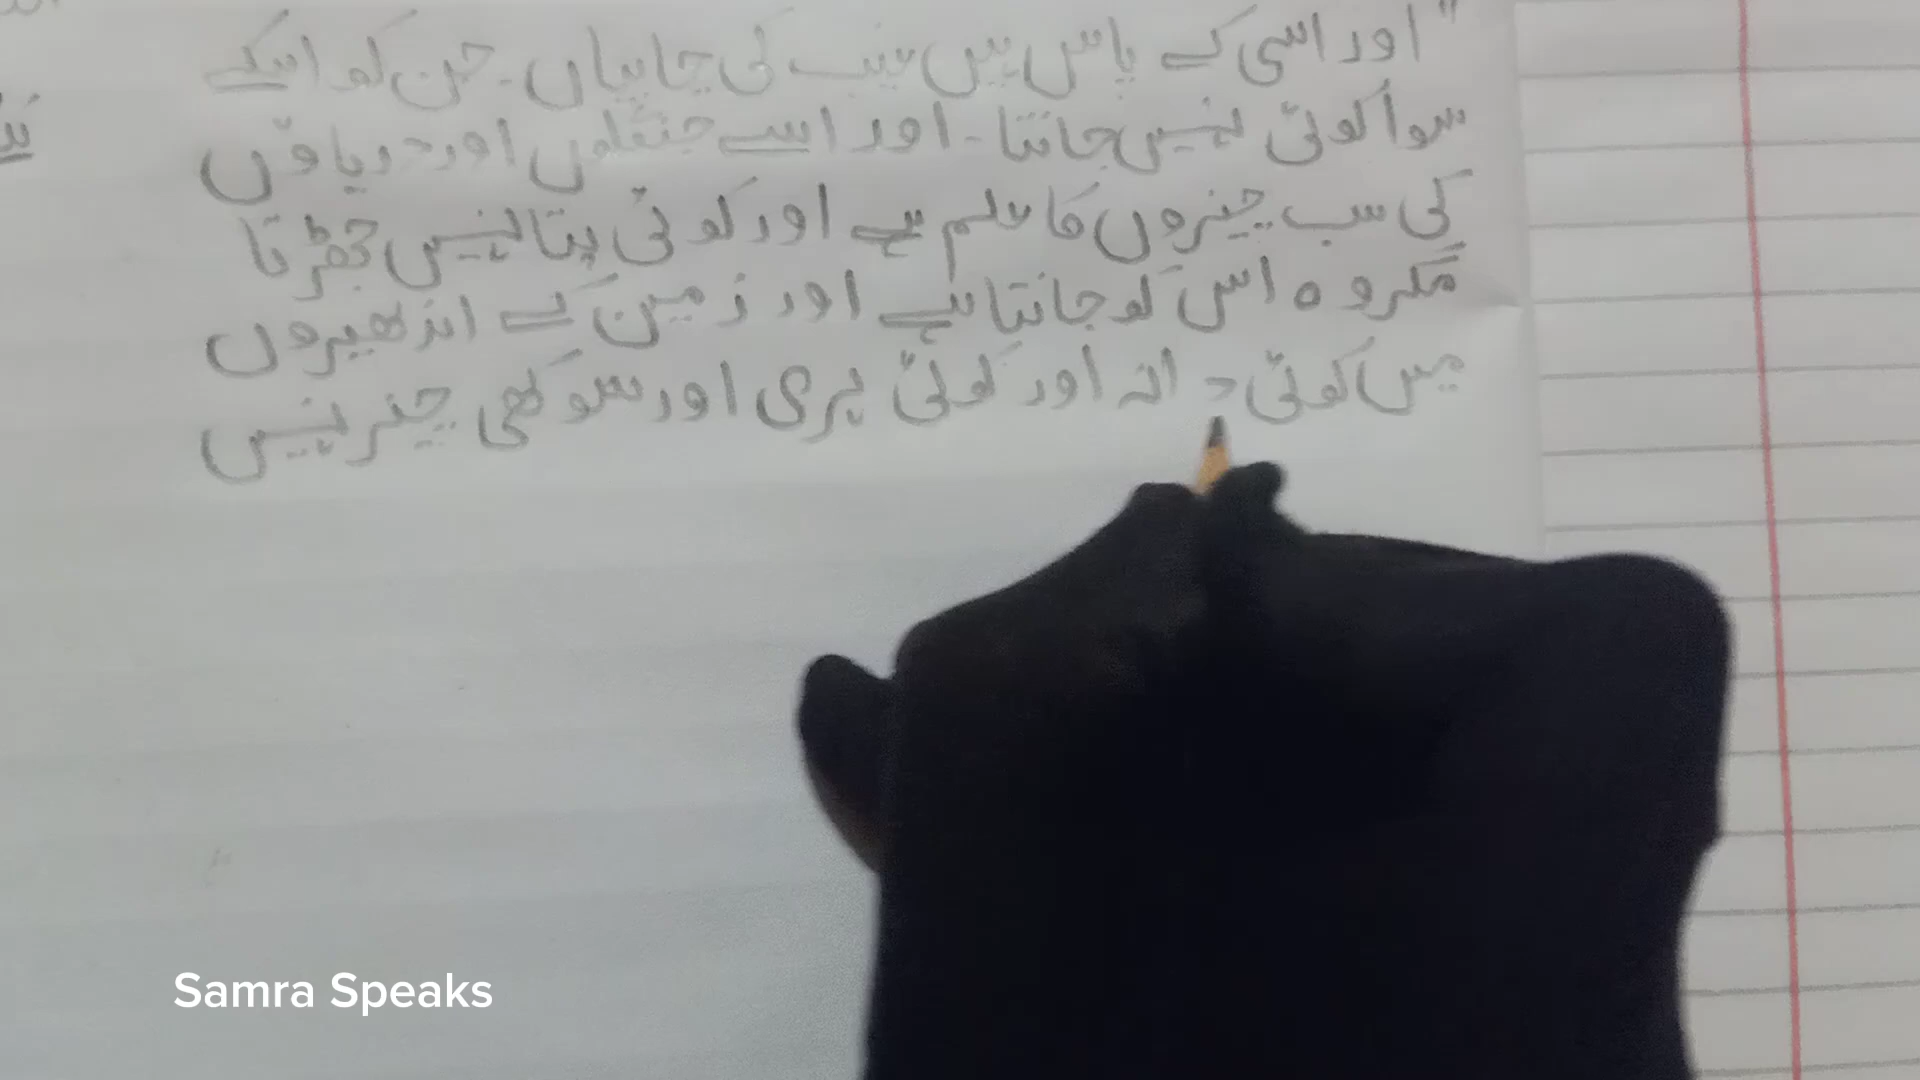 " اور اسی کے پاس ہیں غیب کی چابیاں۔ جن کو اسکے
سوا کوئی نہیں جانتا۔ اور اسے جنگلوں اور دریاؤں
کی سب چیزوں کا علم ہے اور کوئی پتا نہیں جھڑتا
مگر وہ اس کو جانتا ہے اور زمین کے اندھیروں
میں کوئی دانہ اور کوئی ہری اور سوکھی چیز نہیں
Samra Speaks